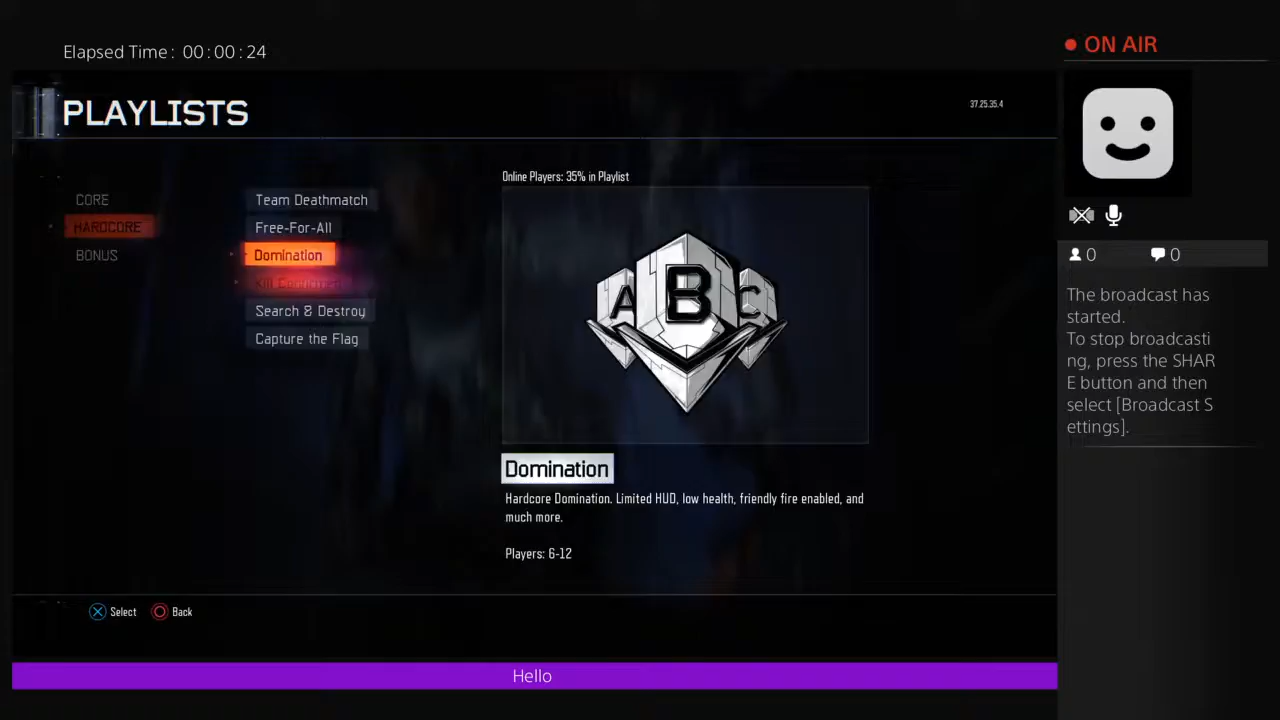 Elapsed Time: 00:00:24
ON AIR
PLAYLISTS
37.25.35.4
Online Players: 35% in Playlist
CORE
HARDCORE
BONUS
Team Deathmatch
Free-For-All
Domination
Kill Confirmed
Search & Destroy
Capture the Flag
A B C
0
0
The broadcast has
started.
To stop broadcasti
ng, press the SHAR
E button and then
select [Broadcast S
ettings].
Domination
Hardcore Domination. Limited HUD, low health, friendly fire enabled, and
much more.
Players: 6-12
Select
Back
Hello